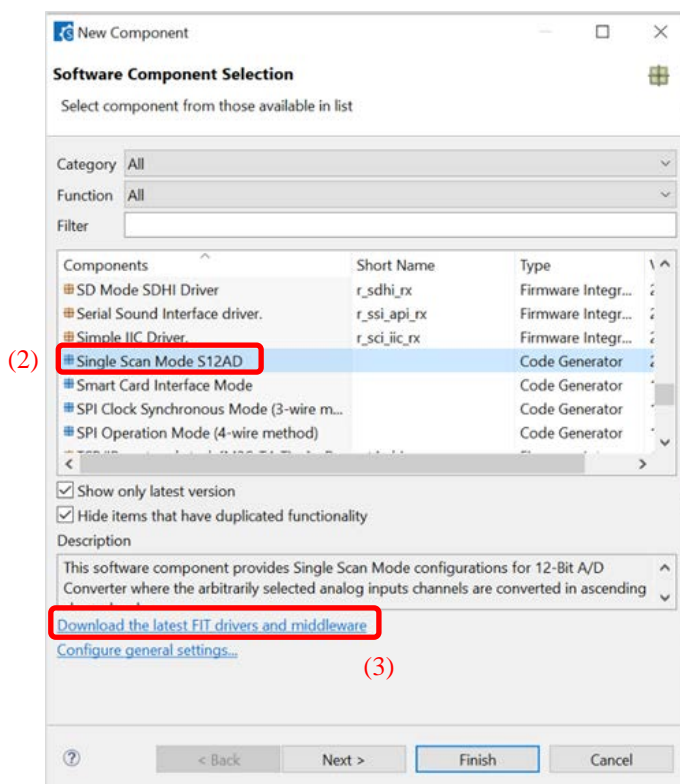 New Component
Software Component Selection
Select component from those available in list
Category All
Function All
Filter
Components Short Name Type
SD Mode SDHI Driver r_sdhi_rx Firmware Integr...
Serial Sound Interface driver. r_ssi_api_rx Firmware Integr...
Simple IIC Driver. r_sci_iic_rx Firmware Integr...
(2) Single Scan Mode S12AD Code Generator
Smart Card Interface Mode Code Generator
SPI Clock Synchronous Mode (3-wire m... Code Generator
SPI Operation Mode (4-wire method) Code Generator
Show only latest version
Hide items that have duplicated functionality
Description
This software component provides Single Scan Mode configurations for 12-Bit A/D
Converter where the arbitrarily selected analog inputs channels are converted in ascending
Download the latest FIT drivers and middleware
Configure general settings...
(3)
< Back Next > Finish Cancel